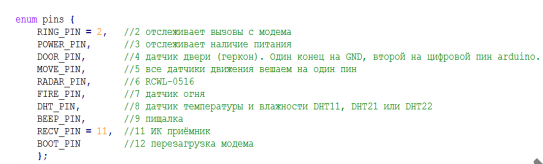 enum pins {
RING_PIN = 2, //2 отслеживает вызовы с модема
POWER_PIN, //3 отслеживает наличие питания
DOOR_PIN, //4 датчик двери (геркон). Один конец на GND, второй на цифровой пин arduino.
MOVE_PIN, //5 все датчики движения вешаем на один пин
RADAR_PIN, //6 RCWL-0516
FIRE_PIN, //7 датчик огня
DHT_PIN, //8 датчик температуры и влажности DHT11, DHT21 или DHT22
BEEP_PIN, //9 пищалка
RECV_PIN = 11, //11 ИК приёмник
BOOT_PIN //12 перезагрузка модема
};